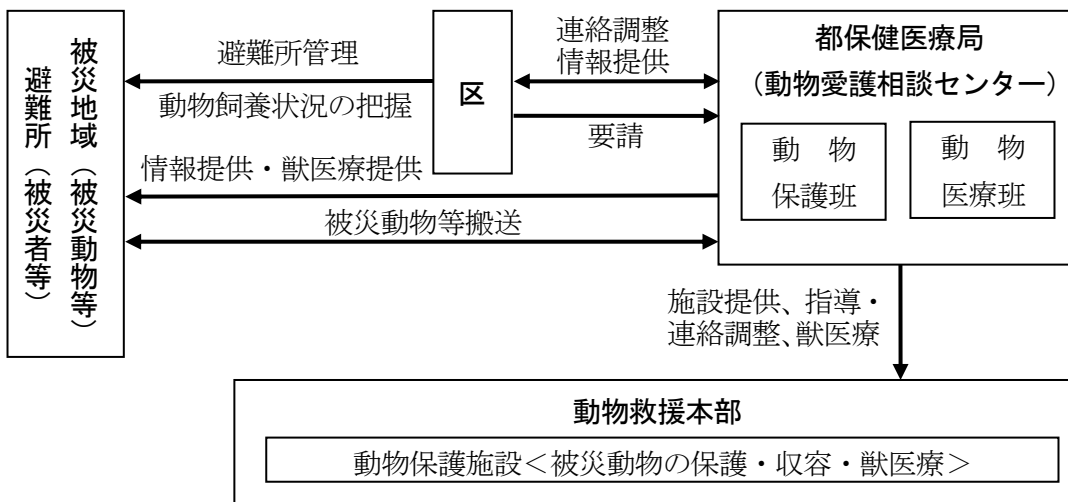 被災地域（被災動物等）
避難所（被災者等）
避難所管理
動物飼養状況の把握
区
連絡調整
情報提供
要請
都保健医療局
（動物愛護相談センター）
動　物
保護班
動　物
医療班
情報提供・獣医療提供
被災動物等搬送
施設提供、指導・
連絡調整、獣医療
動物救援本部
動物保護施設＜被災動物の保護・収容・獣医療＞